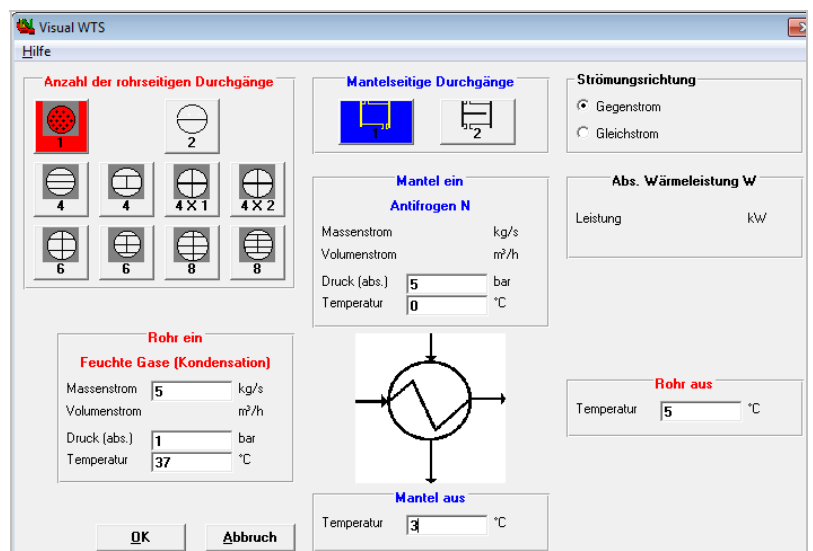 Visual WTS
Hilfe
Anzahl der rohrseitigen Durchgänge
1
2
4
4
4 X 1
4 X 2
6
6
8
8
Mantelseitige Durchgänge
1
2
Strömungsrichtung
Gegenstrom
Gleichstrom
Mantel ein
Antifrogen N
Massenstrom kg/s
Volumenstrom m³/h
Druck (abs.) 5 bar
Temperatur 0 °C
Abs. Wärmeleistung W
Leistung kW
Rohr ein
Feuchte Gase (Kondensation)
Massenstrom 5 kg/s
Volumenstrom m³/h
Druck (abs.) 1 bar
Temperatur 37 °C
Rohr aus
Temperatur 5 °C
Mantel aus
Temperatur 3 °C
OK
Abbruch